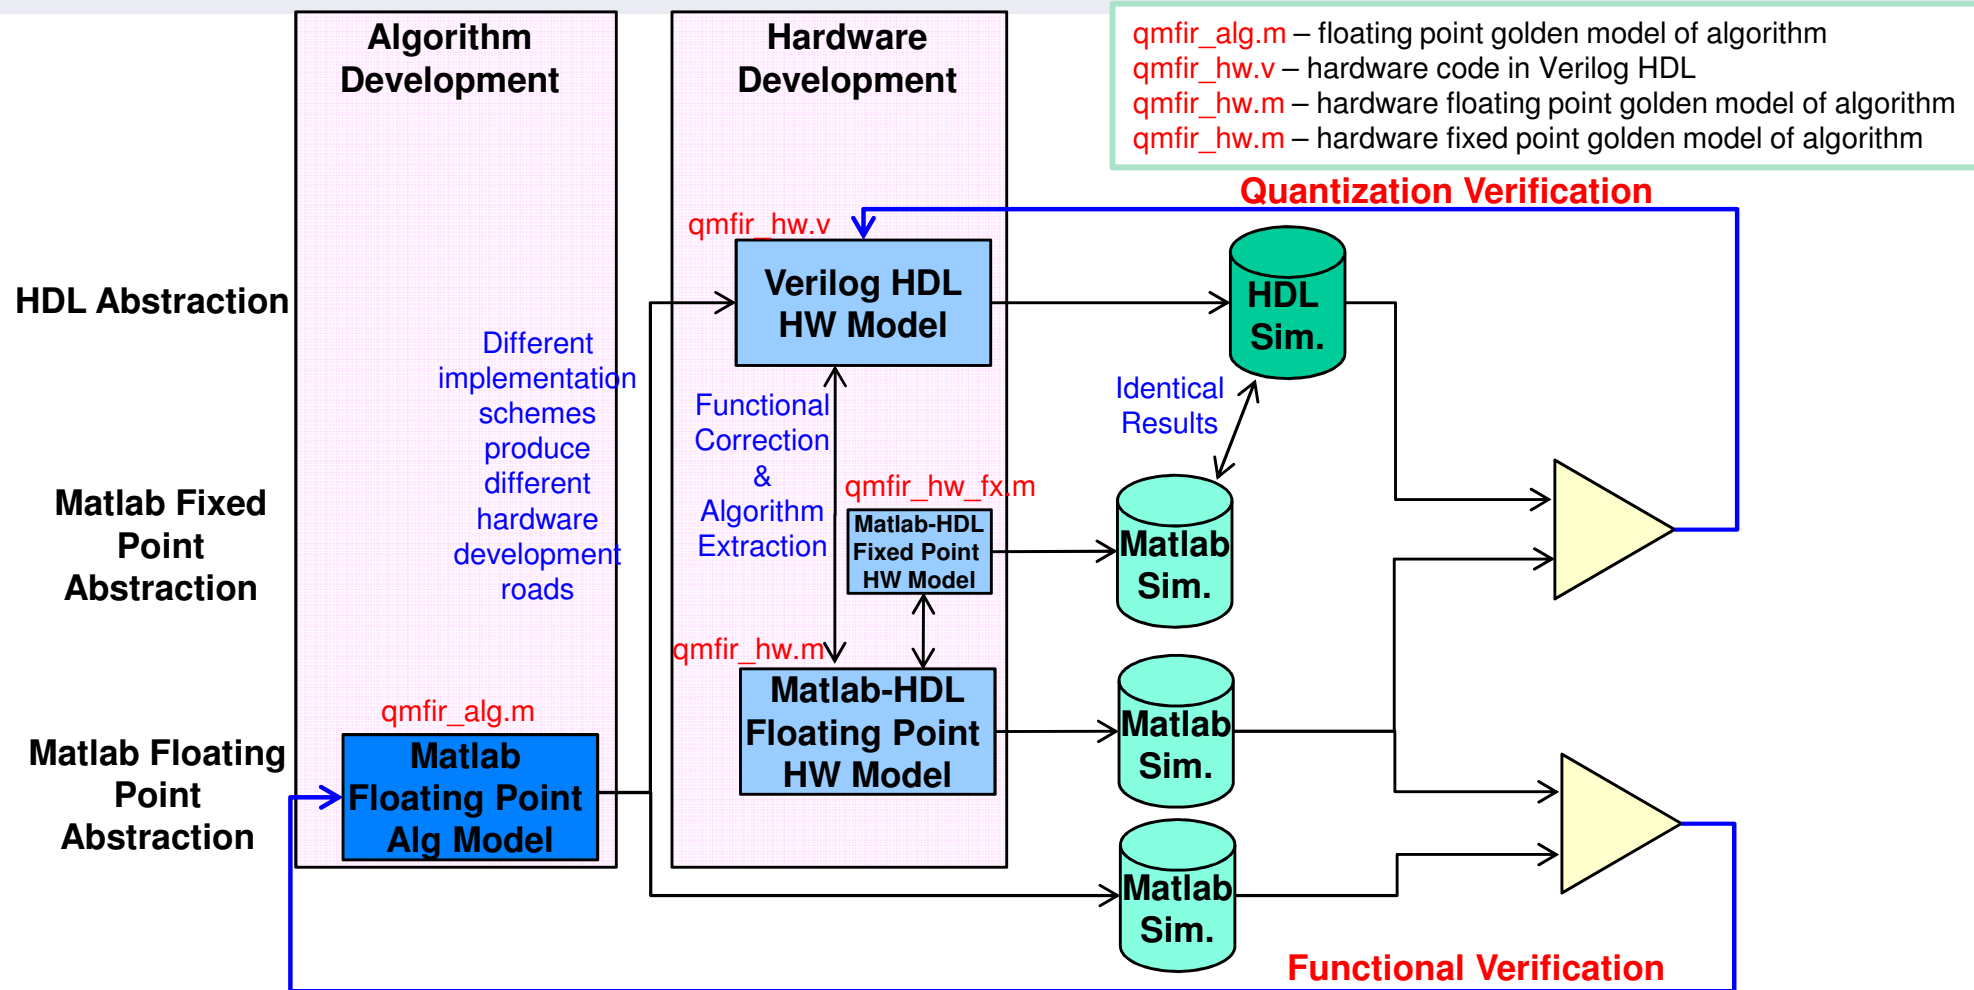 Algorithm
Development
Hardware
Development
qmfir_alg.m – floating point golden model of algorithm
qmfir_hw.v – hardware code in Verilog HDL
qmfir_hw.m – hardware floating point golden model of algorithm
qmfir_hw.m – hardware fixed point golden model of algorithm
Quantization Verification
qmfir_hw.v
HDL Abstraction
Verilog HDL
HW Model
HDL
Sim.
Different
implementation
schemes
produce
different
hardware
development
roads
Functional
Correction
&
Algorithm
Extraction
Identical
Results
Matlab Fixed
Point
Abstraction
qmfir_hw_fx.m
Matlab-HDL
Fixed Point
HW Model
Matlab
Sim.
qmfir_hw.m
Matlab-HDL
Floating Point
HW Model
Matlab
Sim.
qmfir_alg.m
Matlab Floating
Point
Abstraction
Matlab
Floating Point
Alg Model
Matlab
Sim.
Functional Verification